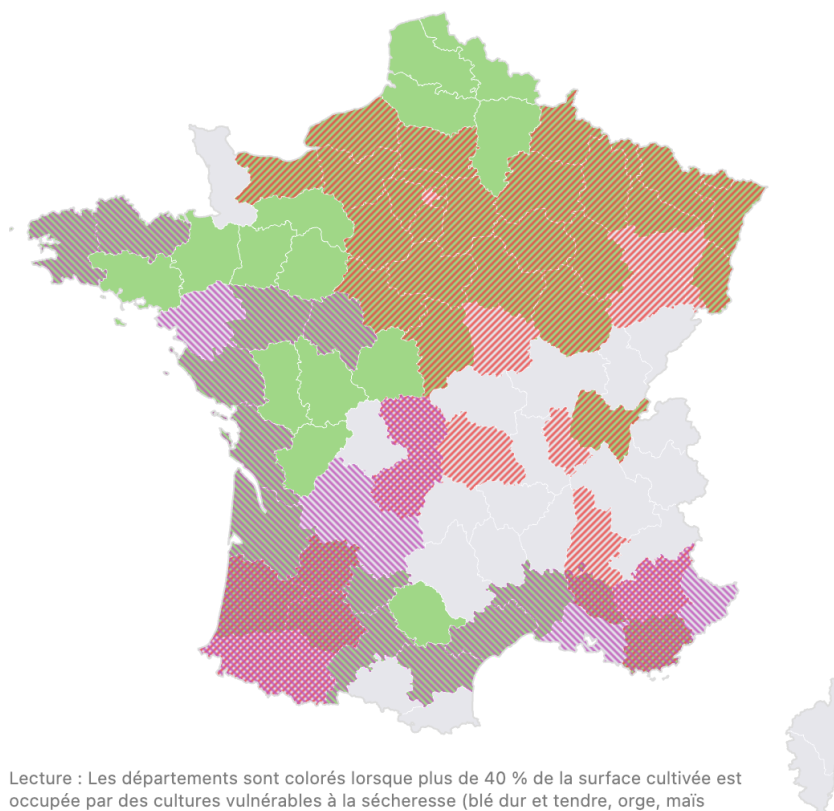 Lecture : Les départements sont colorés lorsque plus de 40 % de la surface cultivée est
occupée par des cultures vulnérables à la sécheresse (blé dur et tendre, orge, maïs